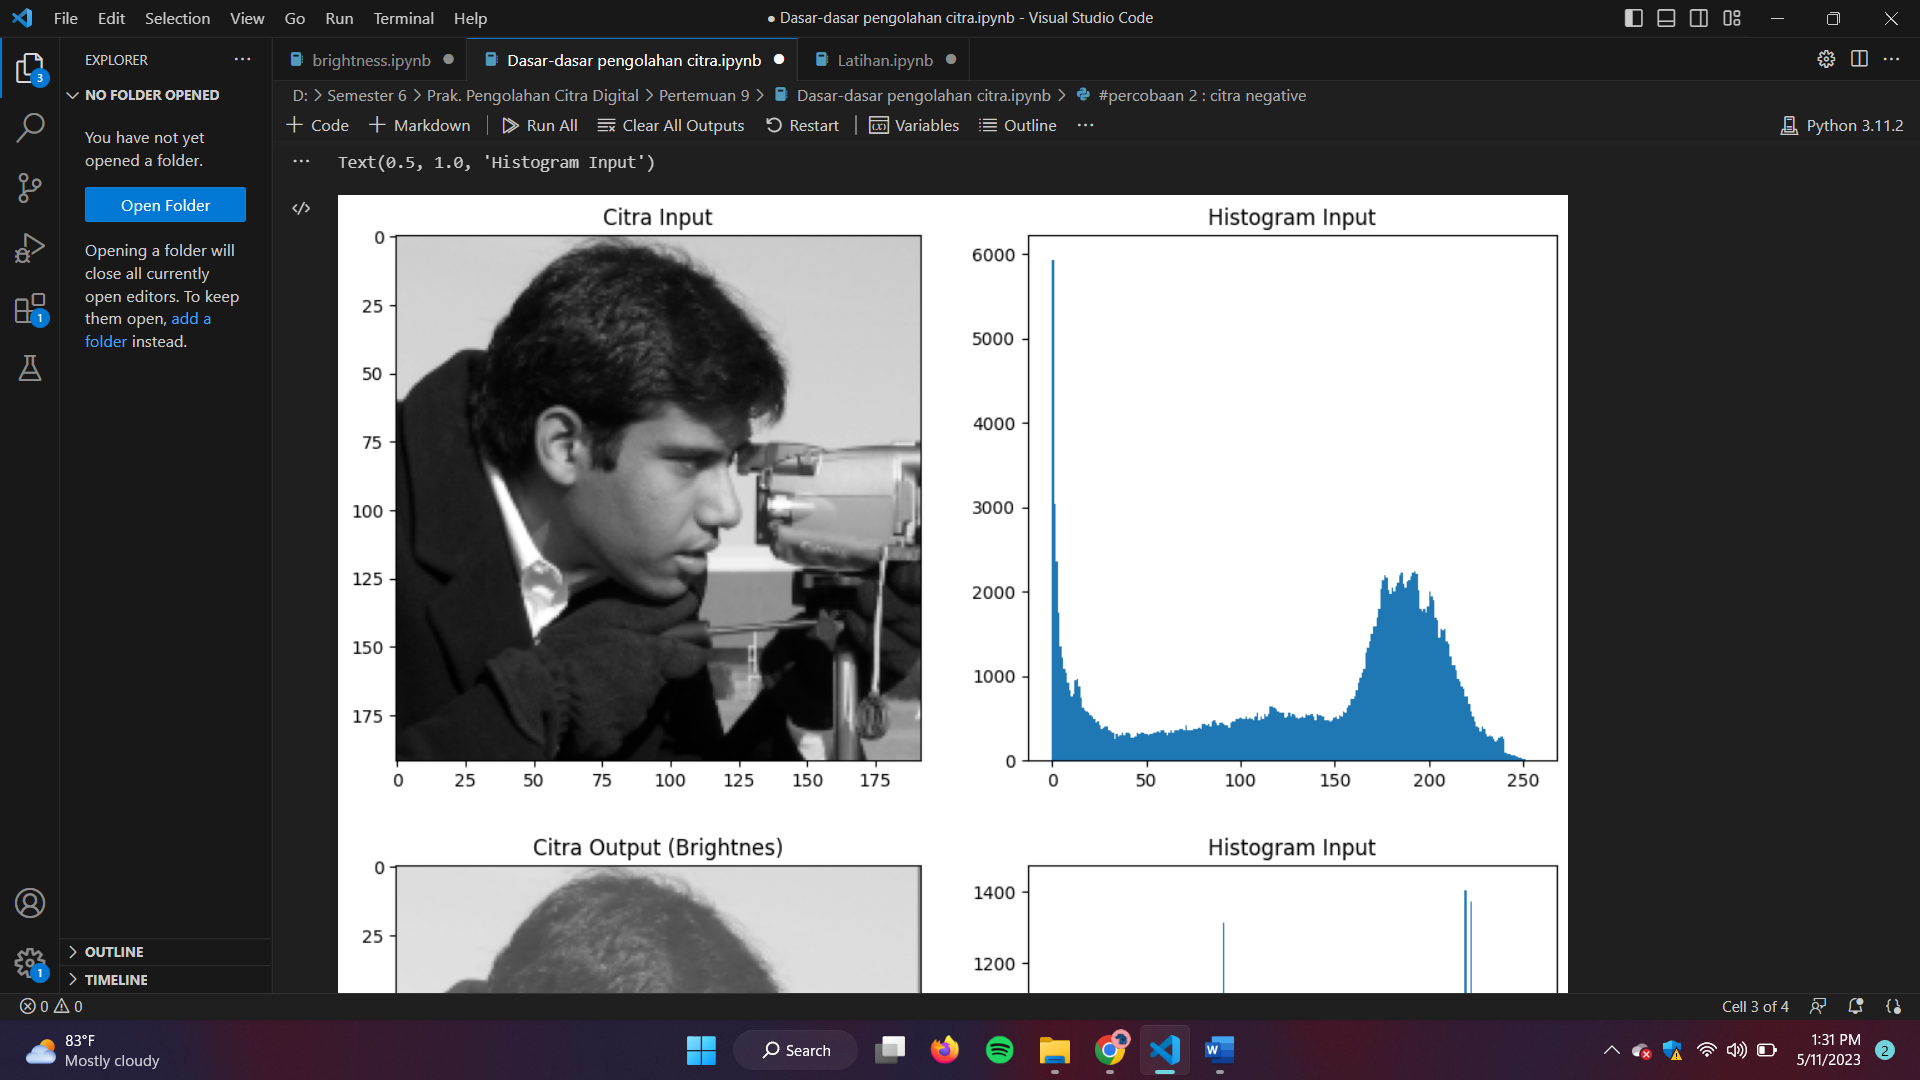 File Edit Selection View Go Run Terminal Help
● Dasar-dasar pengolahan citra.ipynb - Visual Studio Code
EXPLORER
NO FOLDER OPENED
You have not yet
opened a folder.
Open Folder
Opening a folder will
close all currently
open editors. To keep
them open, add a
folder instead.
OUTLINE
TIMELINE
3
1
1
brightness.ipynb
Dasar-dasar pengolahan citra.ipynb
Latihan.ipynb
D: > Semester 6 > Prak. Pengolahan Citra Digital > Pertemuan 9 > Dasar-dasar pengolahan citra.ipynb > #percobaan 2 : citra negative
+ Code + Markdown Run All Clear All Outputs Restart Variables Outline ···
Python 3.11.2
Text(0.5, 1.0, 'Histogram Input')
Citra Input
0
25
50
75
100
125
150
175
0 25 50 75 100 125 150 175
Histogram Input
6000
5000
4000
3000
2000
1000
0
0 50 100 150 200 250
Citra Output (Brightnes)
0
25
Histogram Input
1400
1200
0 0
Cell 3 of 4
83°F
Mostly cloudy
Search
1:31 PM
5/11/2023
2